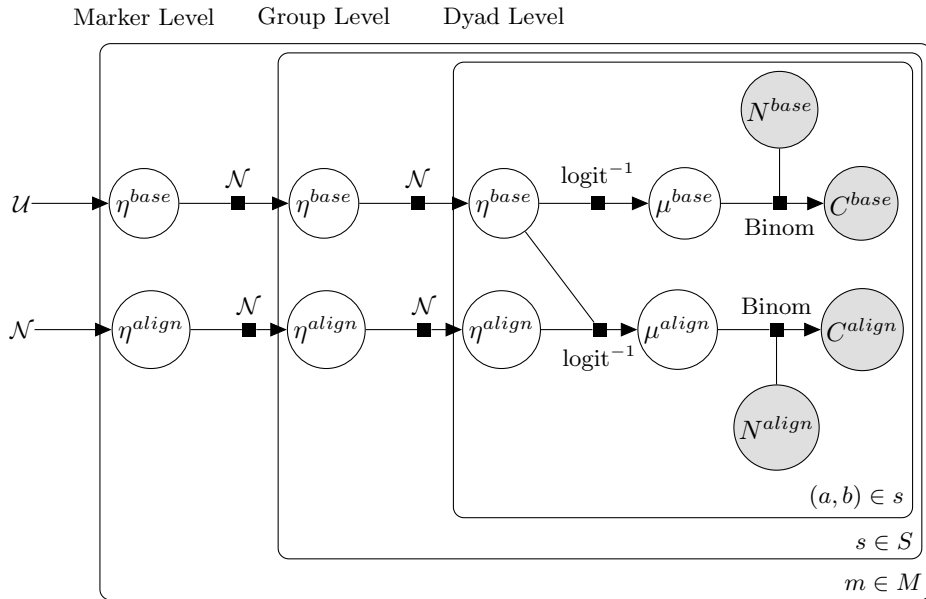 Marker Level Group Level Dyad Level
N^{base}
𝒩 𝒩 logit⁻¹
𝒰 η^{base} η^{base} η^{base} μ^{base} C^{base}
Binom
𝒩 𝒩 Binom
𝒩 η^{align} η^{align} η^{align} μ^{align} C^{align}
logit⁻¹
N^{align}
(a, b) ∈ s
s ∈ S
m ∈ M